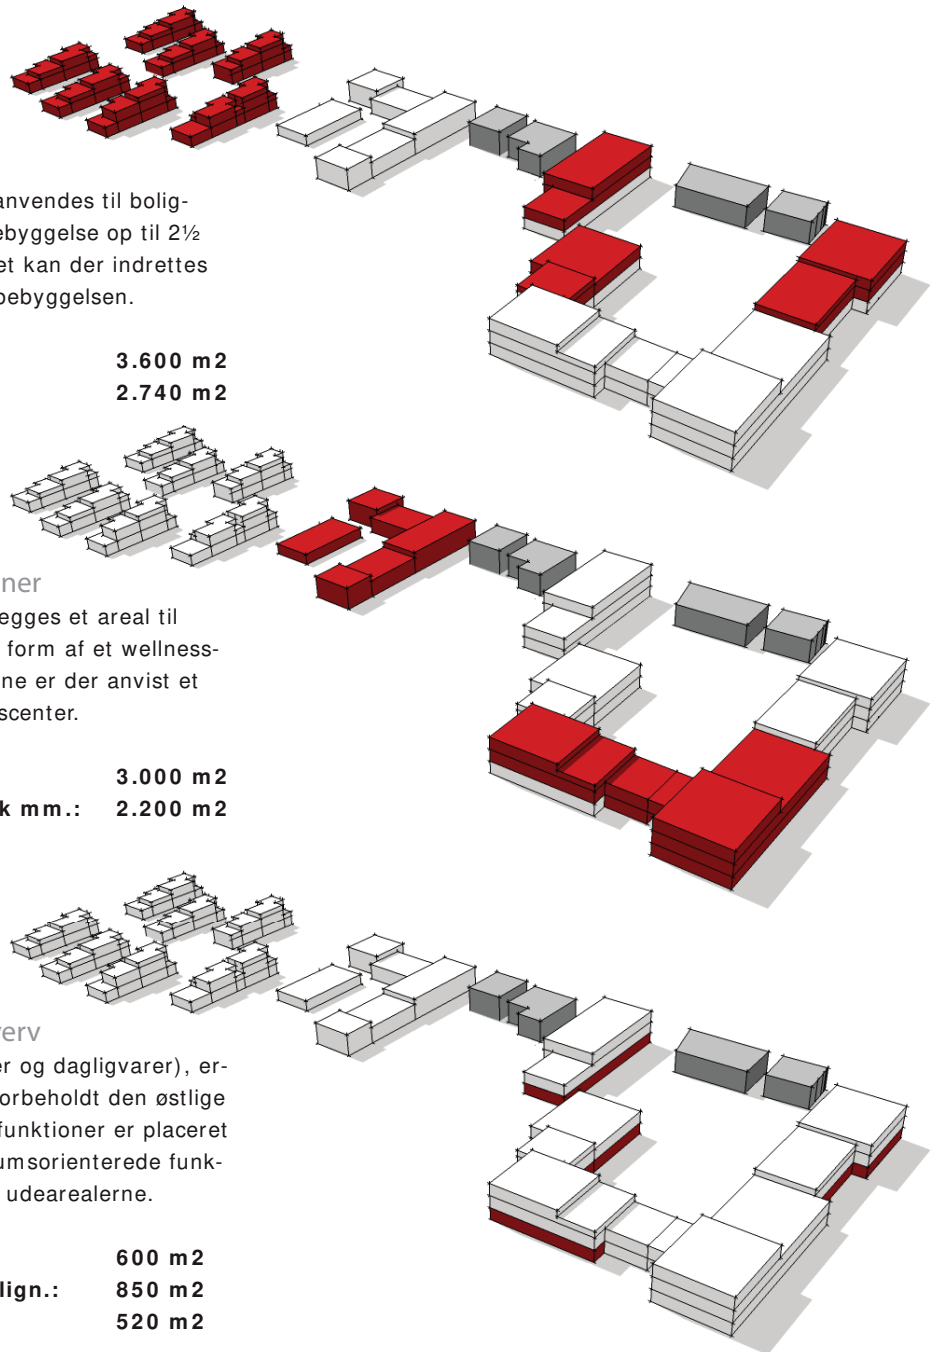 anvendes til bolig-
ebyggelse op til 2½
et kan der indrettes
bebyggelsen.
3.600 m2
2.740 m2
ner
egges et areal til
form af et wellness-
ne er der anvist et
scenter.
3.000 m2
k mm.: 2.200 m2
verv
er og dagligvarer), er-
forbeholdt den østlige
funktioner er placeret
umsorienterede funk-
udearealerne.
600 m2
lign.: 850 m2
520 m2